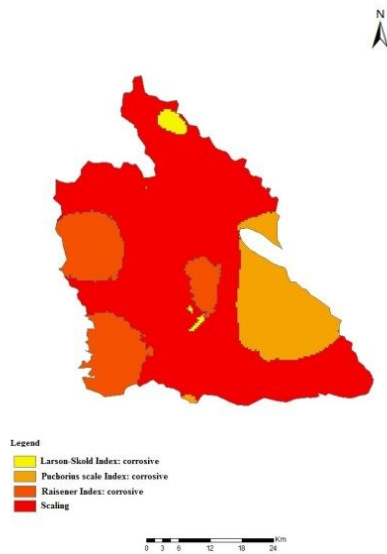 N
Legend
Larson-Skold Index: corrosive
Puchorius scale Index: corrosive
Raisener Index: corrosive
Scaling
Km
0 3 6 12 18 24